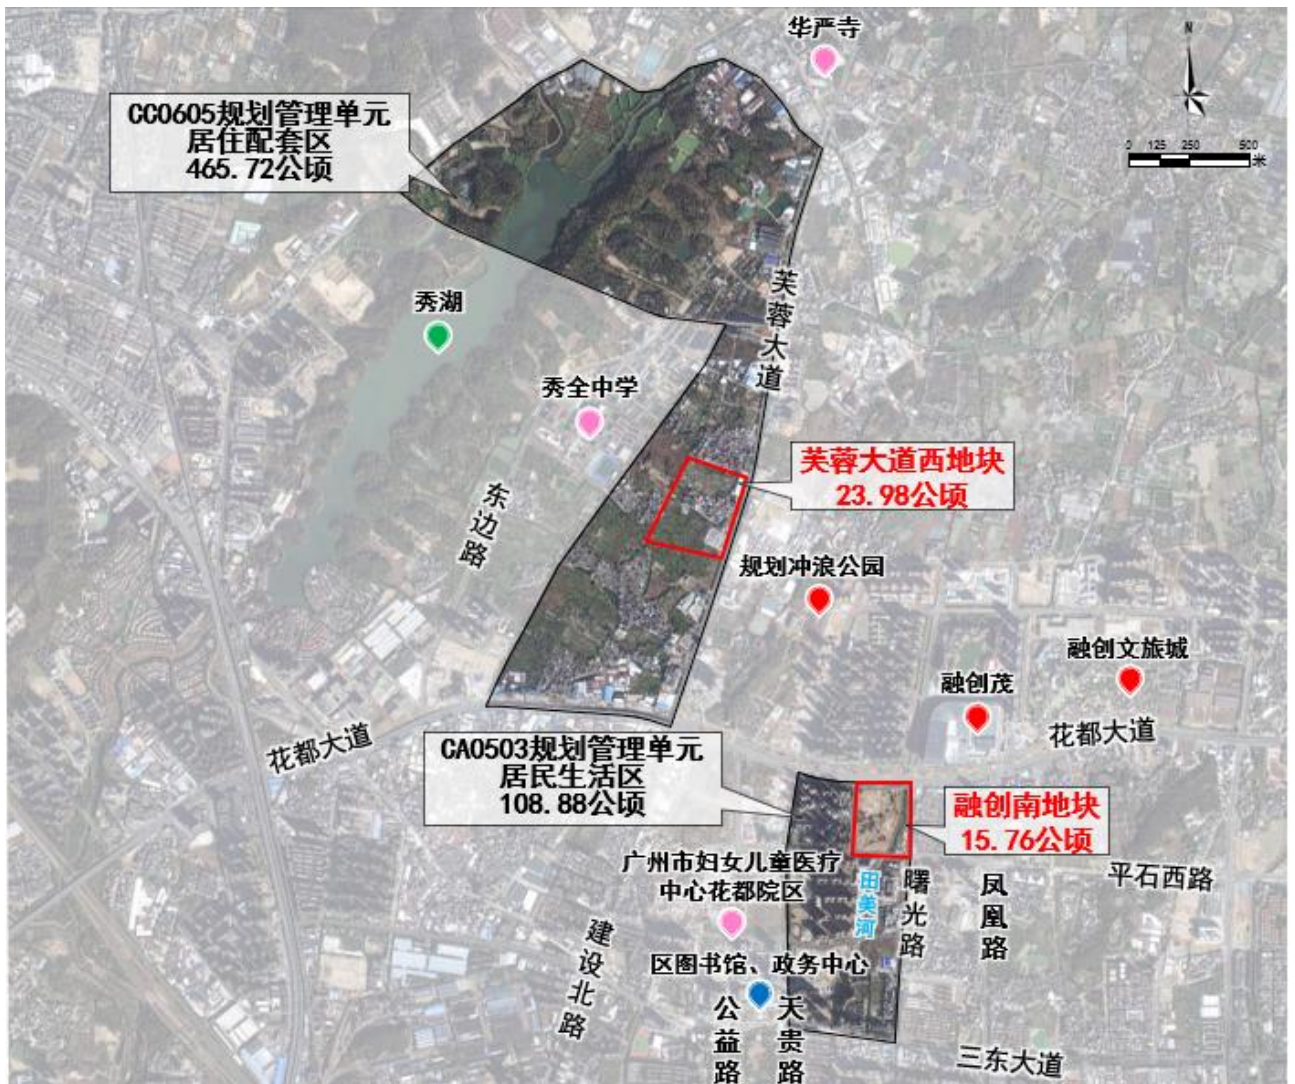 华严寺
N
CC0605规划管理单元
居住配套区
465.72公顷
0 125 250 500
米
芙蓉大道
秀湖
秀全中学
芙蓉大道西地块
23.98公顷
东边路
规划冲浪公园
融创文旅城
融创茂
花都大道
花都大道
CA0503规划管理单元
居民生活区
108.88公顷
融创南地块
15.76公顷
广州市妇女儿童医疗
中心花都院区
田美河
曙光路
凤凰路
平石西路
建设北路
区图书馆、政务中心
公益路
天贵路
三东大道